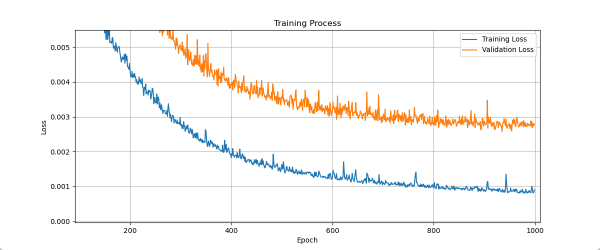 Training Process
0.005
0.004
0.003
0.002
0.001
0.000
Loss
Training Loss
Validation Loss
200 400 600 800 1000
Epoch